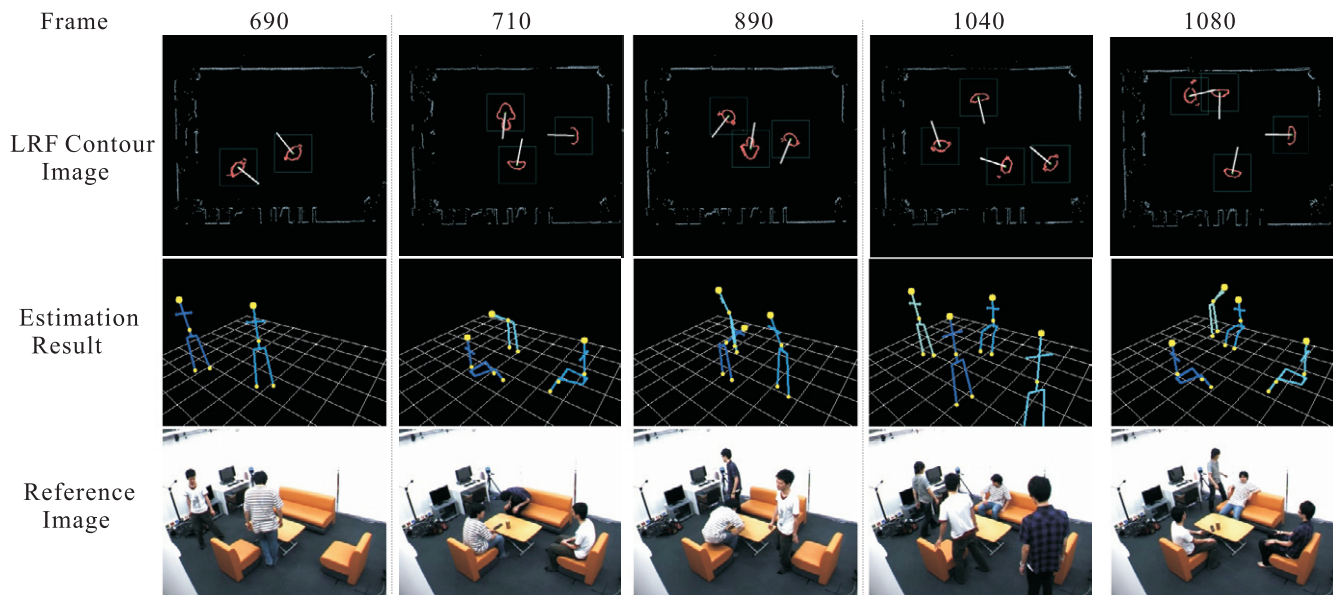 Frame 690 710 890 1040 1080
LRF Contour
Image
Estimation
Result
Reference
Image